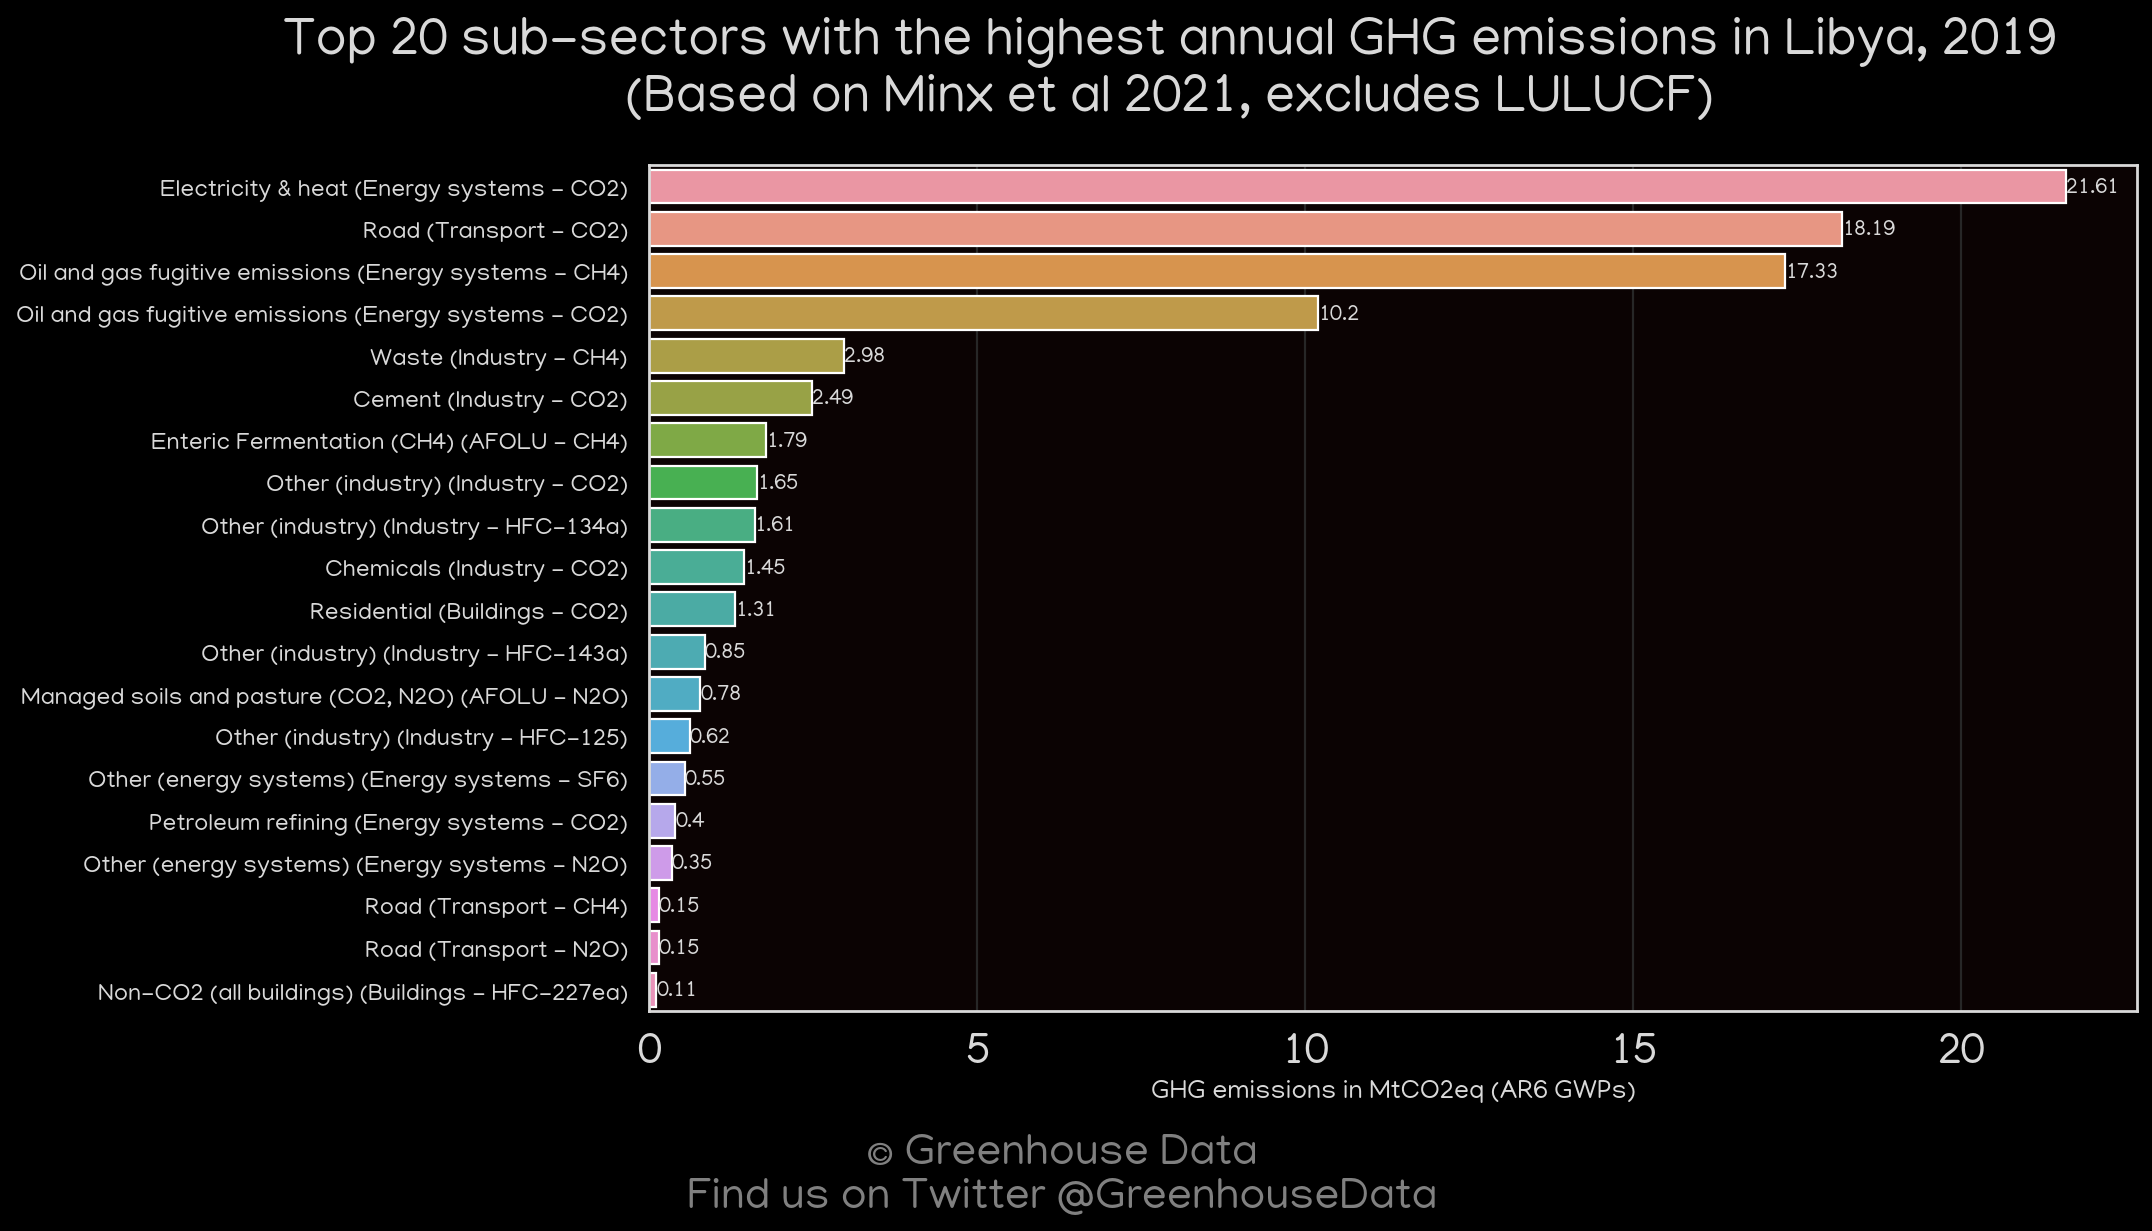 Top 20 sub-sectors with the highest annual GHG emissions in Libya, 2019
(Based on Minx et al 2021, excludes LULUCF)
Electricity & heat (Energy systems - CO2) 21.61
Road (Transport - CO2) 18.19
Oil and gas fugitive emissions (Energy systems - CH4) 17.33
Oil and gas fugitive emissions (Energy systems - CO2) 10.2
Waste (Industry - CH4) 2.98
Cement (Industry - CO2) 2.49
Enteric Fermentation (CH4) (AFOLU - CH4) 1.79
Other (industry) (Industry - CO2) 1.65
Other (industry) (Industry - HFC-134a) 1.61
Chemicals (Industry - CO2) 1.45
Residential (Buildings - CO2) 1.31
Other (industry) (Industry - HFC-143a) 0.85
Managed soils and pasture (CO2, N2O) (AFOLU - N2O) 0.78
Other (industry) (Industry - HFC-125) 0.62
Other (energy systems) (Energy systems - SF6) 0.55
Petroleum refining (Energy systems - CO2) 0.4
Other (energy systems) (Energy systems - N2O) 0.35
Road (Transport - CH4) 0.15
Road (Transport - N2O) 0.15
Non-CO2 (all buildings) (Buildings - HFC-227ea) 0.11
0 5 10 15 20
GHG emissions in MtCO2eq (AR6 GWPs)
© Greenhouse Data
Find us on Twitter @GreenhouseData